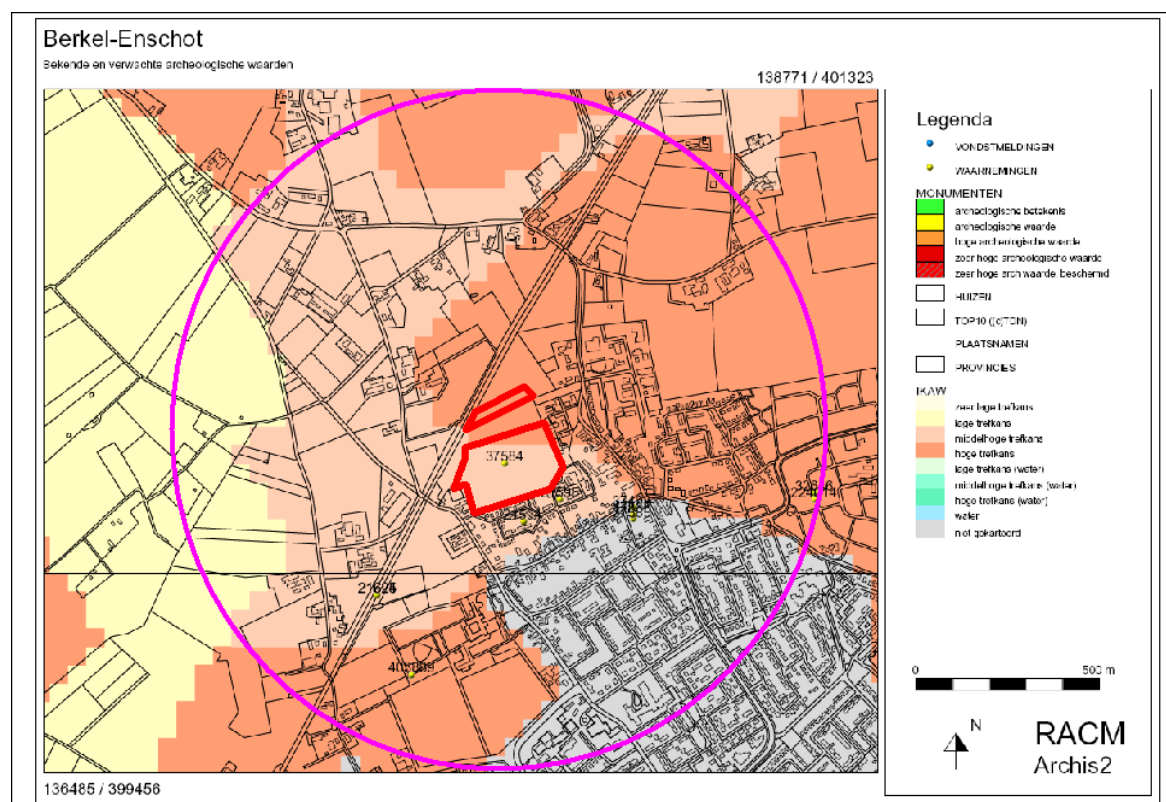 Berkel-Enschot
Bekende en verwachte archeologische waarden
138771 / 401323
37584
136485 / 399456
Legenda
VONDSTMELDINGEN
WAARNEMINGEN
MONUMENTEN
archeologische betekenis
archeologische waarde
hoge archeologische waarde
zeer hoge archeologische waarde
zeer hoge arch waarde, beschermd
HUIZEN
TOP10 ((c)TDN)
PLAATSNAMEN
PROVINCIES
IKAW
zeer lage trefkans
lage trefkans
middelhoge trefkans
hoge trefkans
lage trefkans (water)
middelhoge trefkans (water)
hoge trefkans (water)
water
niet gekarteerd
0 500 m
N
RACM
Archis2